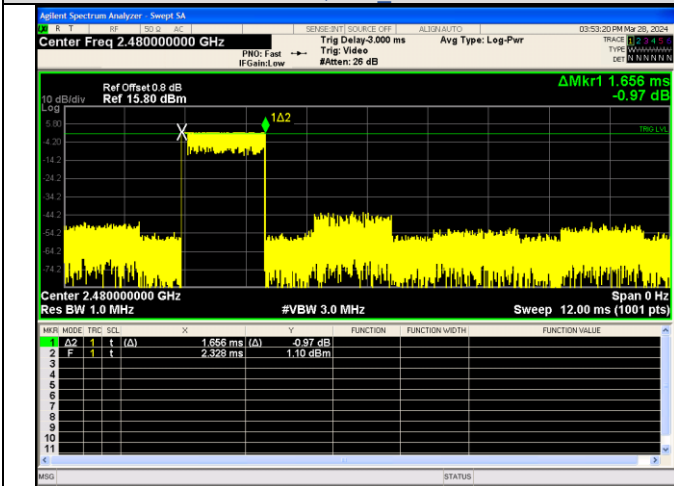 Agilent Spectrum Analyzer - Swept SA
R T RF 50 Ω AC SENSE:INT SOURCE OFF ALIGN AUTO 03:53:20 PM Mar 28, 2024
Center Freq 2.480000000 GHz Trig Delay-3.000 ms Avg Type: Log-Pwr TRACE 1 2 3 4 5 6
PNO: Fast Trig: Video TYPE
IFGain:Low #Atten: 26 dB DET N N N N N N
ΔMkr1 1.656 ms
-0.97 dB
Ref Offset 0.8 dB
10 dB/div Ref 15.80 dBm
Log
5.80
1Δ2
TRIG LVL
-4.20
-14.2
-24.2
-34.2
-44.2
-54.2
-64.2
-74.2
Center 2.480000000 GHz Span 0 Hz
Res BW 1.0 MHz #VBW 3.0 MHz Sweep 12.00 ms (1001 pts)
MKR MODE TRC SCL X Y FUNCTION FUNCTION WIDTH FUNCTION VALUE
1 Δ2 1 t (Δ) 1.656 ms (Δ) -0.97 dB
2 F 1 t 2.328 ms 1.10 dBm
3
4
5
6
7
8
9
10
11
MSG STATUS